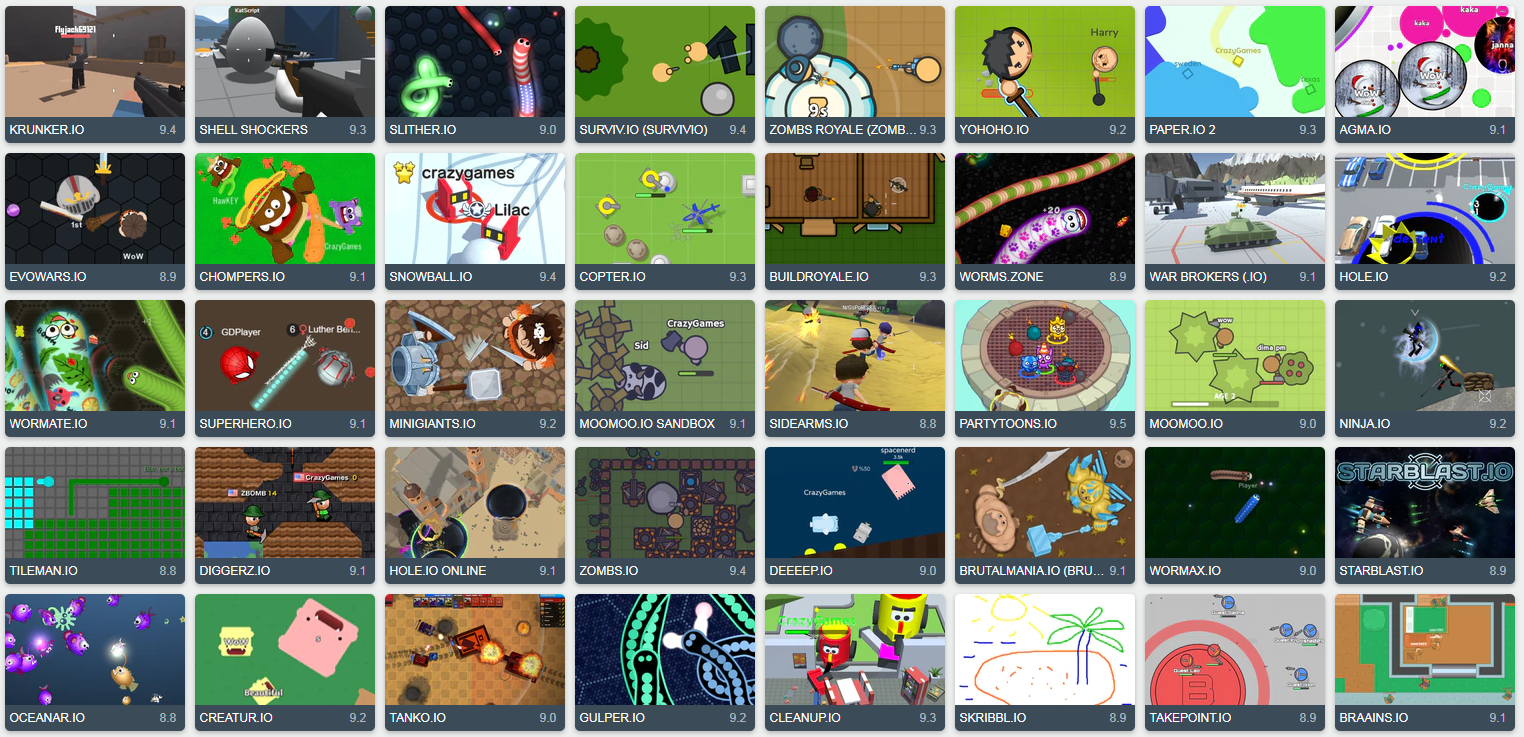 flyjack69121
KRUNKER.IO 9.4
KatScript
SHELL SHOCKERS 9.3
SLITHER.IO 9.0
SURVIV.IO (SURVIVIO) 9.4
9s
ZOMBS ROYALE (ZOMB... 9.3
Harry
YOHOHO.IO 9.2
CrazyGames
sweden
texas
PAPER.IO 2 9.3
kaka
kaka
janna
WoW
WoW
AGMA.IO 9.1
1st
WoW
EVOWARS.IO 8.9
HawKEY
CrazyGames
CHOMPERS.IO 9.1
crazygames
Lilac
SNOWBALL.IO 9.4
COPTER.IO 9.3
BUILDROYALE.IO 9.3
+20
WORMS.ZONE 8.9
WAR BROKERS (.IO) 9.1
CrazyGames
+3
+1
HOLE.IO 9.2
WORMATE.IO 9.1
4 GDPlayer
6 Luther Ben...
SUPERHERO.IO 9.1
MINIGIANTS.IO 9.2
CrazyGames
Sid
MOOMOO.IO SANDBOX 9.1
SIDEARMS.IO 8.8
PARTYTOONS.IO 9.5
wow
dima pm
AGE 2
MOOMOO.IO 9.0
NINJA.IO 9.2
TILEMAN.IO 8.8
CrazyGames 0
ZBOMB 14
DIGGERZ.IO 9.1
HOLE.IO ONLINE 9.1
ZOMBS.IO 9.4
spacenerd
3.5k
%50
CrazyGames
DEEEEP.IO 9.0
BRUTALMANIA.IO (BRU... 9.1
Player
WORMAX.IO 9.0
STARBLAST.IO
STARBLAST.IO 8.9
OCEANAR.IO 8.8
WoW
S
Beautiful
CREATUR.IO 9.2
TANKO.IO 9.0
GULPER.IO 9.2
CrazyGames
CLEANUP.IO 9.3
SKRIBBL.IO 8.9
B
TAKEPOINT.IO 8.9
BRAAINS.IO 9.1